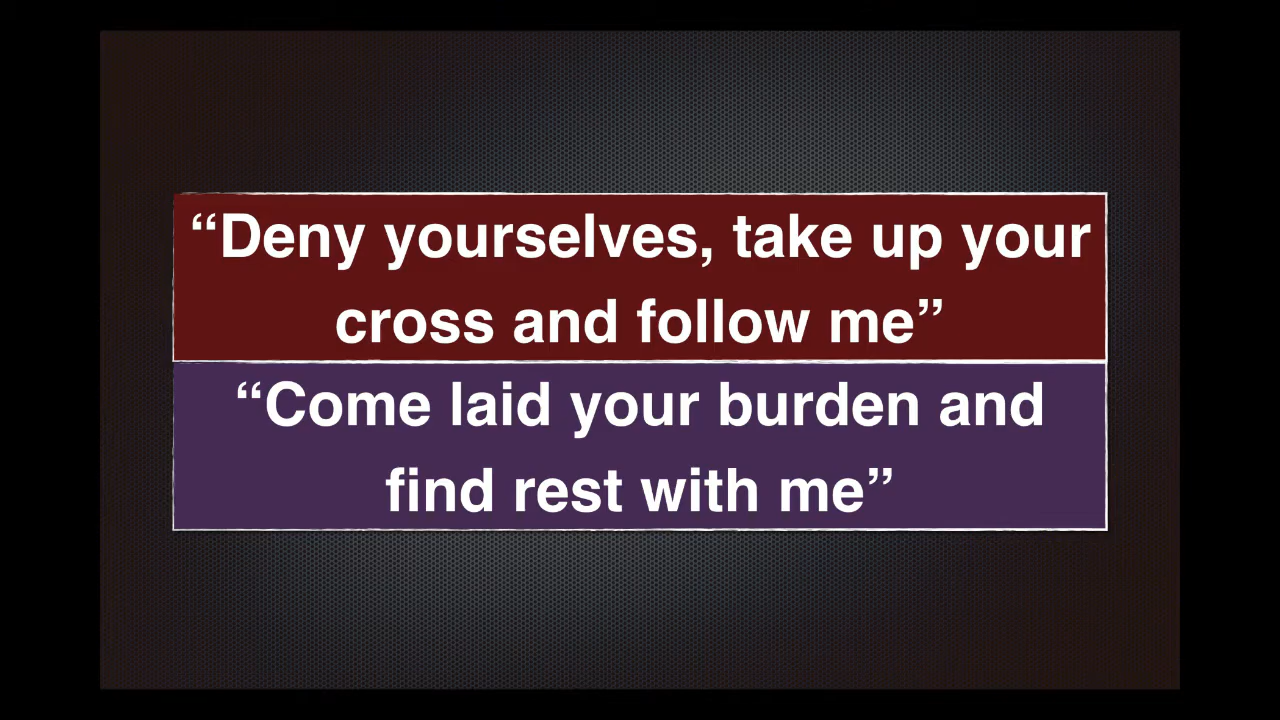 “Deny yourselves, take up your
cross and follow me”
“Come laid your burden and
find rest with me”